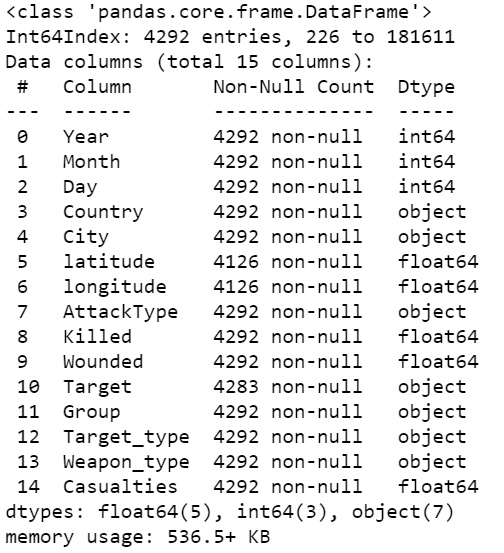 <class 'pandas.core.frame.DataFrame'>
Int64Index: 4292 entries, 226 to 181611
Data columns (total 15 columns):
 #   Column       Non-Null Count  Dtype
---  ------       --------------  -----
 0   Year         4292 non-null   int64
 1   Month        4292 non-null   int64
 2   Day          4292 non-null   int64
 3   Country      4292 non-null   object
 4   City         4292 non-null   object
 5   latitude     4126 non-null   float64
 6   longitude    4126 non-null   float64
 7   AttackType   4292 non-null   object
 8   Killed       4292 non-null   float64
 9   Wounded      4292 non-null   float64
 10  Target       4283 non-null   object
 11  Group        4292 non-null   object
 12  Target_type  4292 non-null   object
 13  Weapon_type  4292 non-null   object
 14  Casualties   4292 non-null   float64
dtypes: float64(5), int64(3), object(7)
memory usage: 536.5+ KB